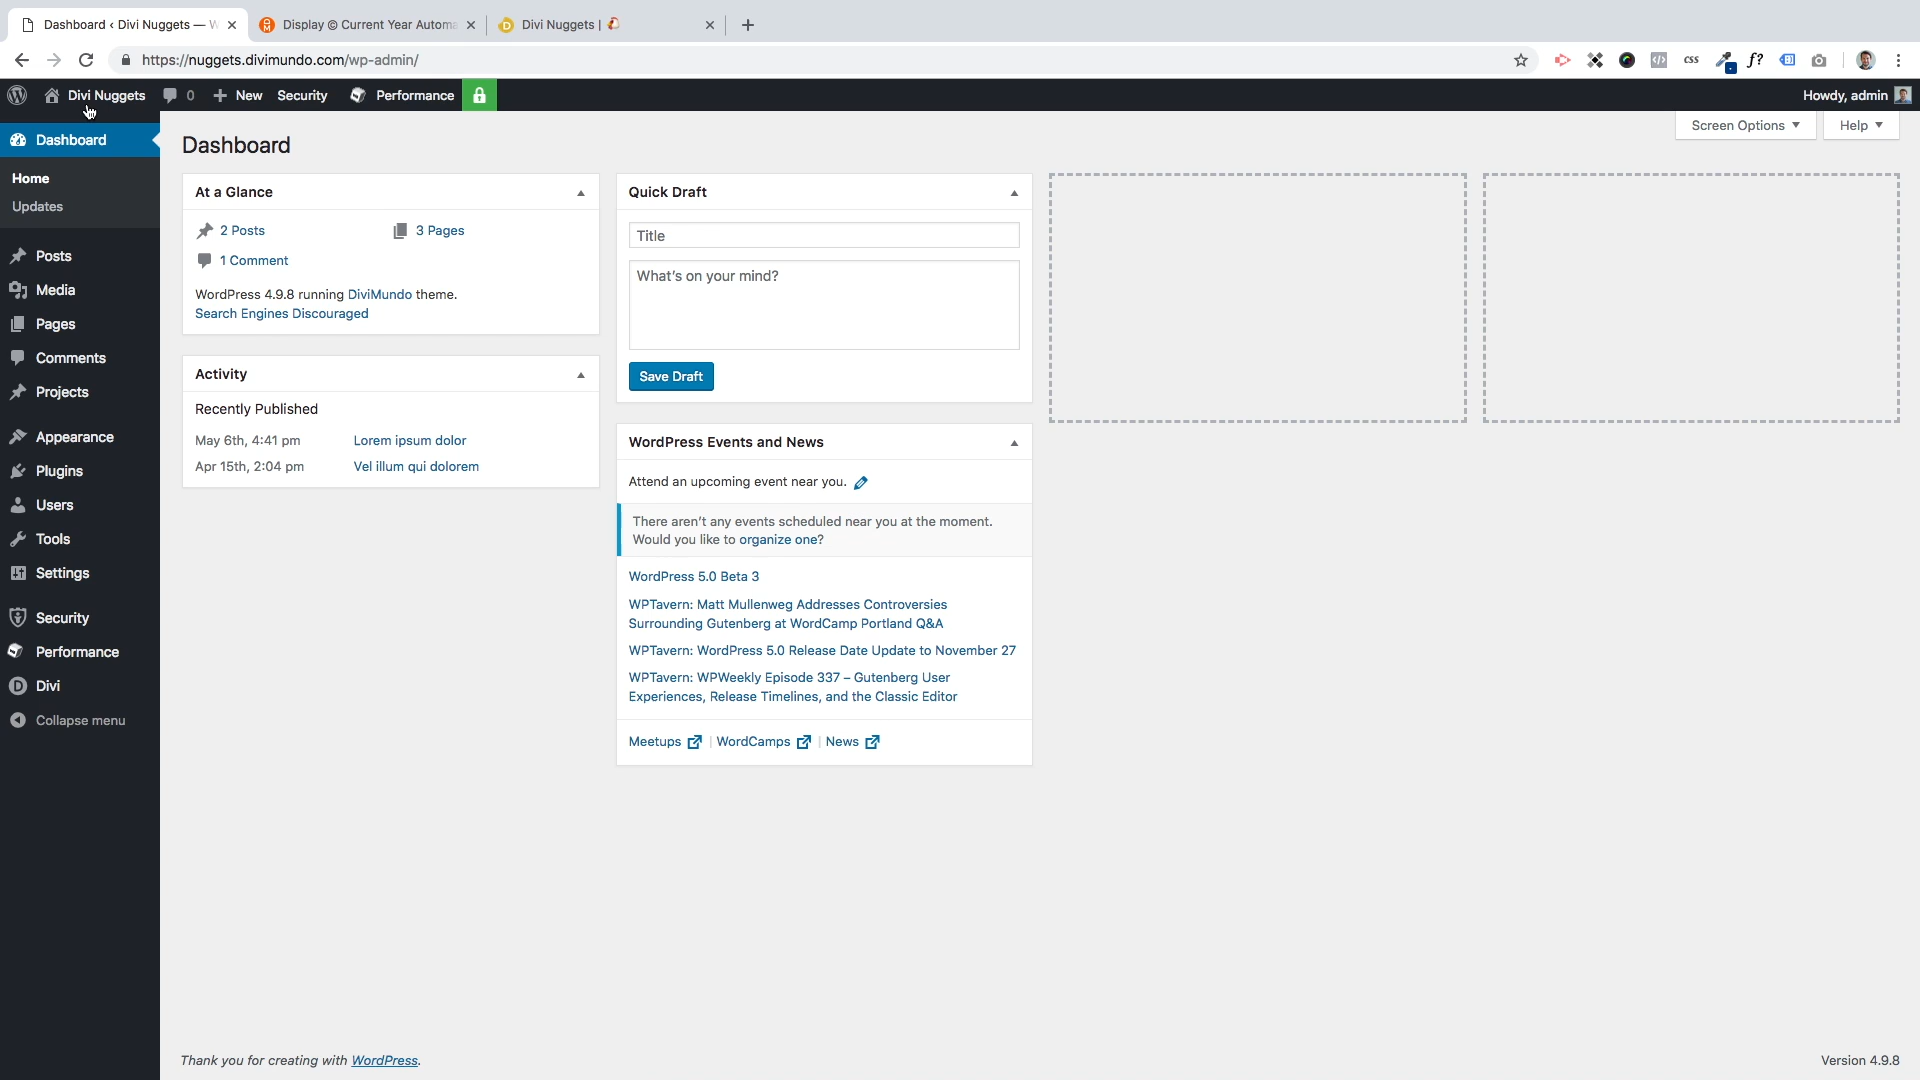 Dashboard ‹ Divi Nuggets — W
Display © Current Year Automa
Divi Nuggets |
https://nuggets.divimundo.com/wp-admin/
css
f?
Divi Nuggets
0
New
Security
Performance
Howdy, admin
Screen Options
Help
Dashboard
Home
Updates
Posts
Media
Pages
Comments
Projects
Appearance
Plugins
Users
Tools
Settings
Security
Performance
Divi
Collapse menu
Dashboard
At a Glance
2 Posts
3 Pages
1 Comment
WordPress 4.9.8 running DiviMundo theme.
Search Engines Discouraged
Activity
Recently Published
May 6th, 4:41 pm
Lorem ipsum dolor
Apr 15th, 2:04 pm
Vel illum qui dolorem
Quick Draft
Title
What's on your mind?
Save Draft
WordPress Events and News
Attend an upcoming event near you.
There aren't any events scheduled near you at the moment.
Would you like to organize one?
WordPress 5.0 Beta 3
WPTavern: Matt Mullenweg Addresses Controversies
Surrounding Gutenberg at WordCamp Portland Q&A
WPTavern: WordPress 5.0 Release Date Update to November 27
WPTavern: WPWeekly Episode 337 – Gutenberg User
Experiences, Release Timelines, and the Classic Editor
Meetups | WordCamps | News
Thank you for creating with WordPress.
Version 4.9.8